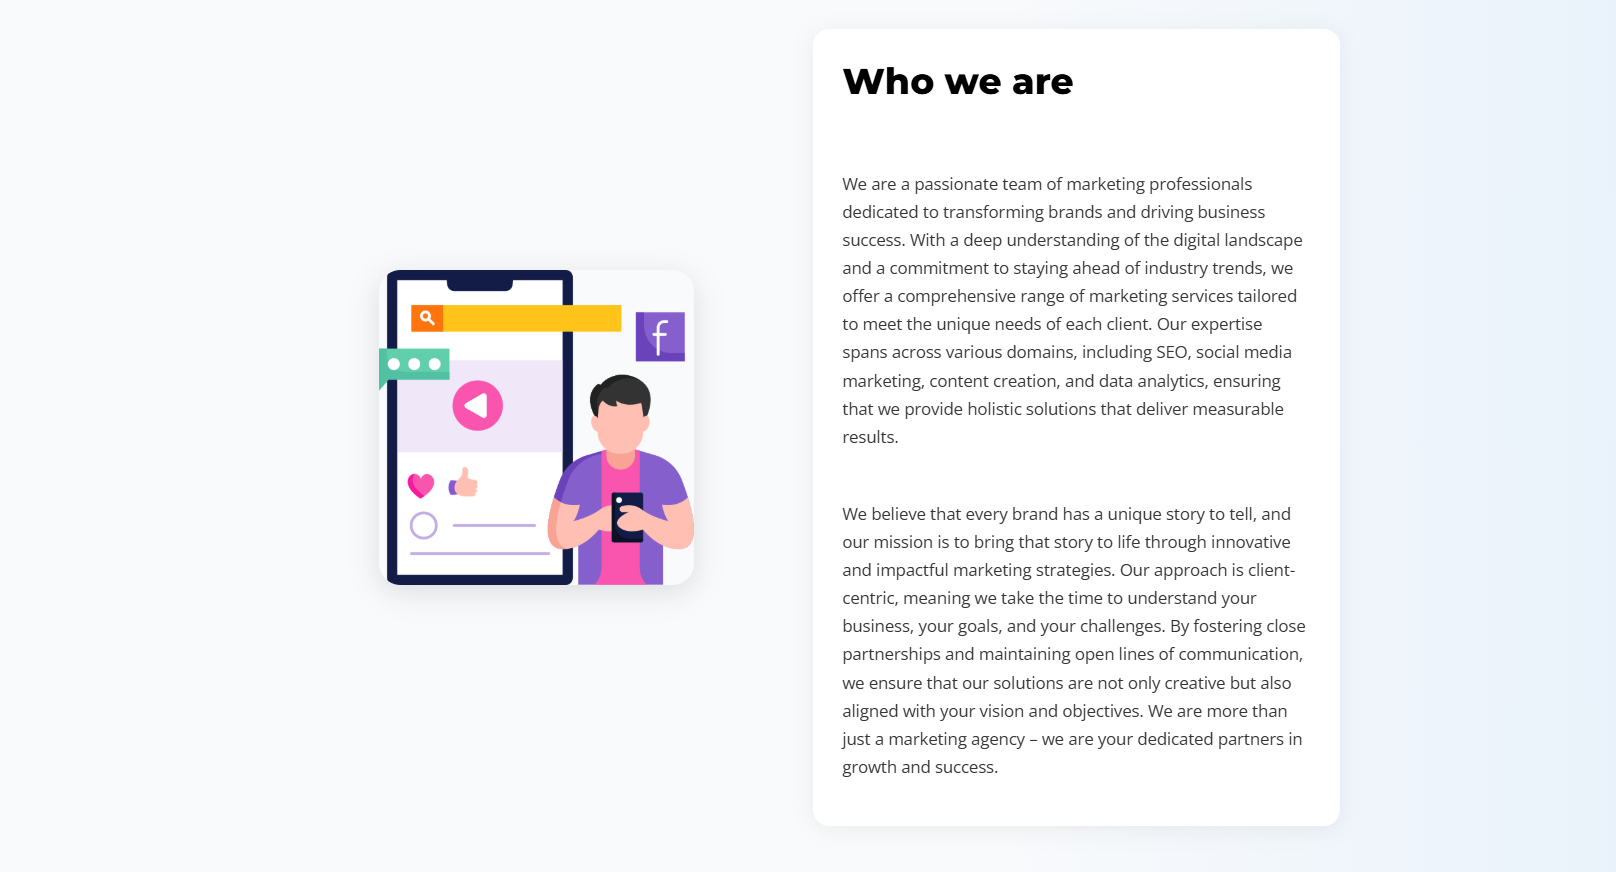 Who we are
We are a passionate team of marketing professionals
dedicated to transforming brands and driving business
success. With a deep understanding of the digital landscape
and a commitment to staying ahead of industry trends, we
offer a comprehensive range of marketing services tailored
to meet the unique needs of each client. Our expertise
spans across various domains, including SEO, social media
marketing, content creation, and data analytics, ensuring
that we provide holistic solutions that deliver measurable
results.
We believe that every brand has a unique story to tell, and
our mission is to bring that story to life through innovative
and impactful marketing strategies. Our approach is client-
centric, meaning we take the time to understand your
business, your goals, and your challenges. By fostering close
partnerships and maintaining open lines of communication,
we ensure that our solutions are not only creative but also
aligned with your vision and objectives. We are more than
just a marketing agency – we are your dedicated partners in
growth and success.